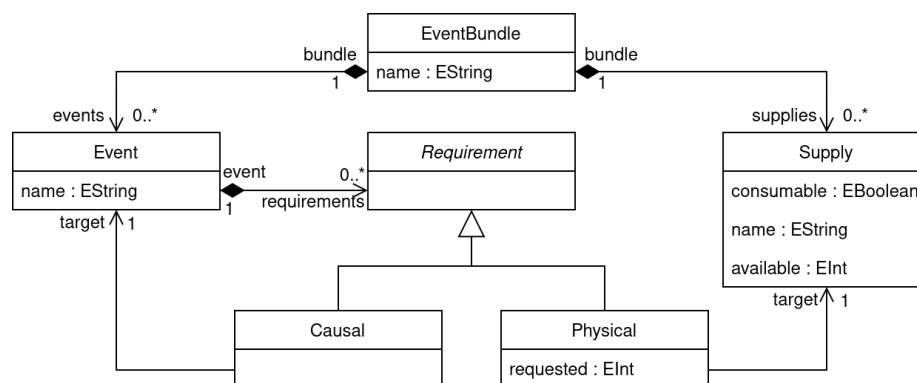 EventBundle
bundle
bundle
name : EString
1
1
events
0..*
supplies
0..*
Event
Requirement
Supply
name : EString
event
1
0..*
requirements
consumable : EBoolean
target
1
name : EString
available : EInt
target
1
Causal
Physical
requested : EInt